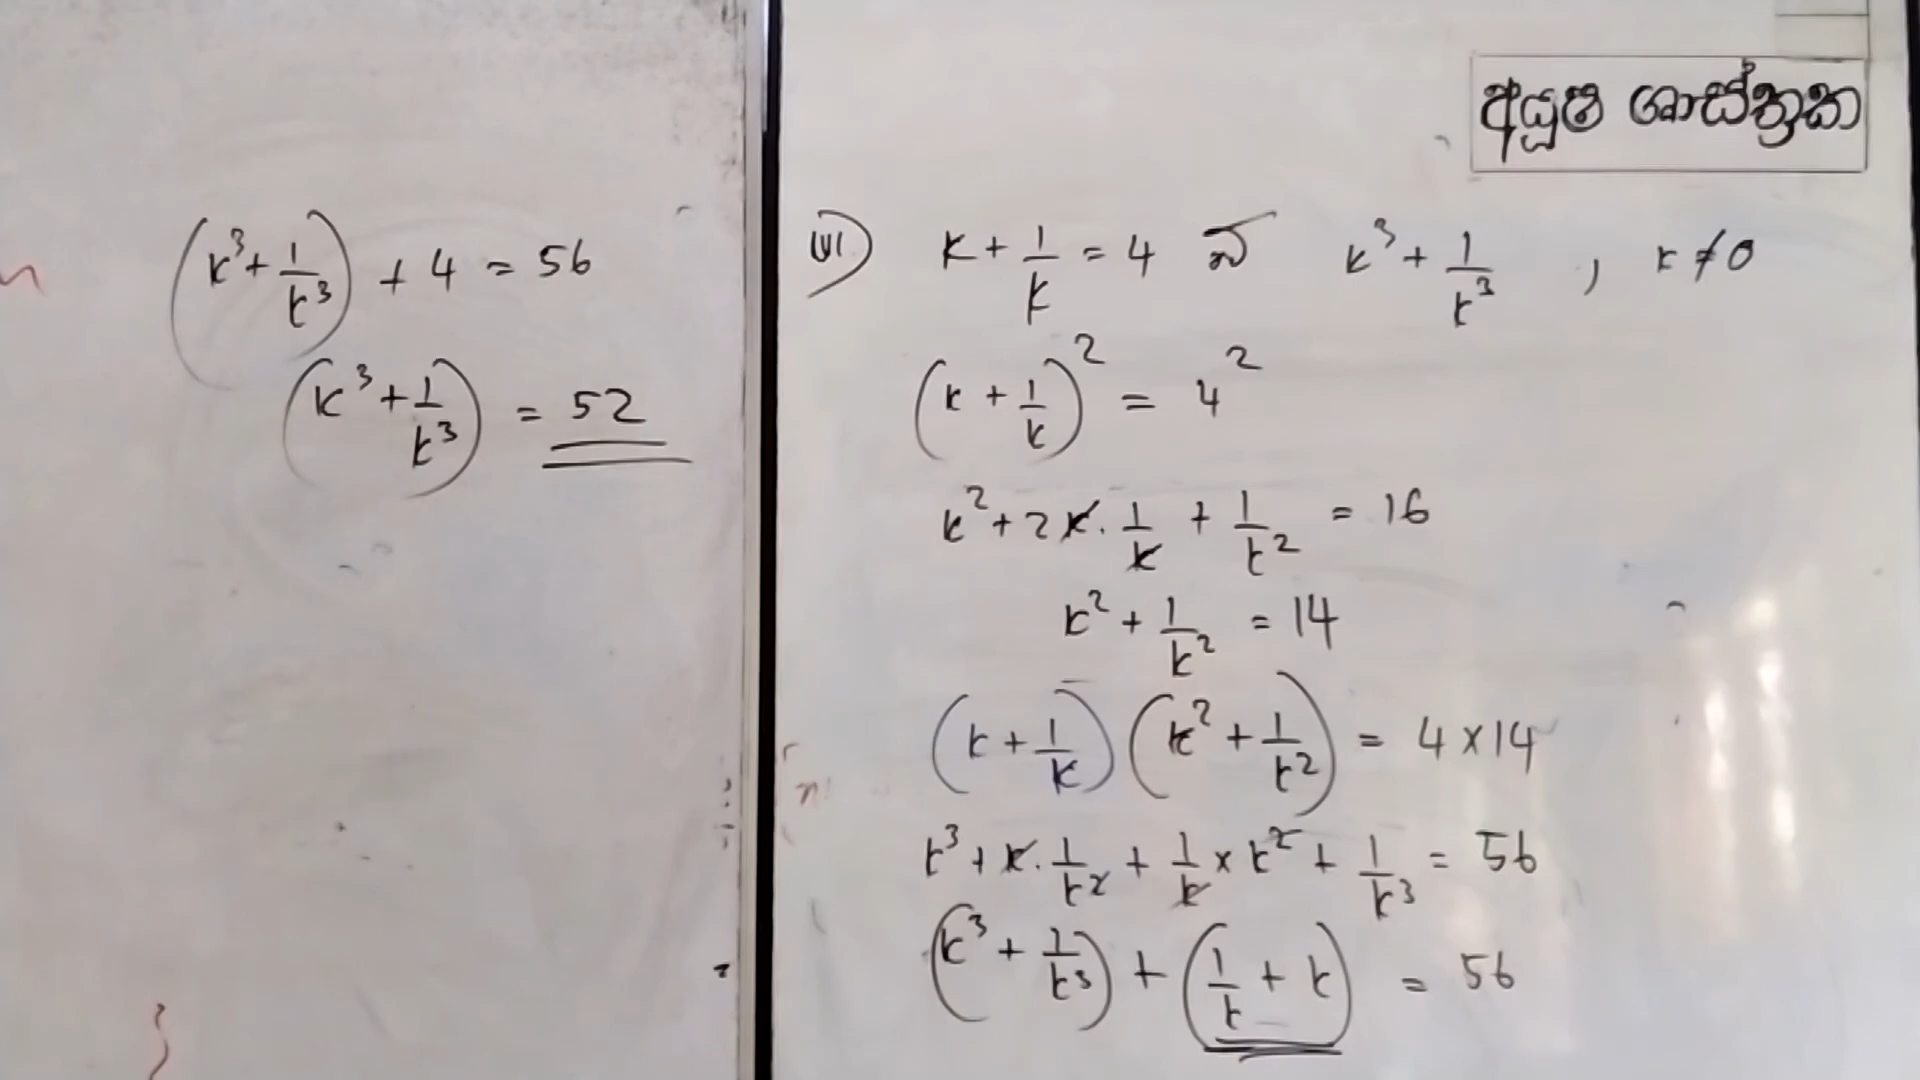 අයුෂ ශාස්ත්‍රක
vi) k + 1/k = 4 නම් k³ + 1/k³ , k ≠ 0
(k + 1/k)² = 4²
k² + 2k · 1/k + 1/k² = 16
k² + 1/k² = 14
(k + 1/k)(k² + 1/k²) = 4 × 14
k³ + k · 1/k² + 1/k × k² + 1/k³ = 56
(k³ + 1/k³) + (1/k + k) = 56
(k³ + 1/k³) + 4 = 56
(k³ + 1/k³) = 52